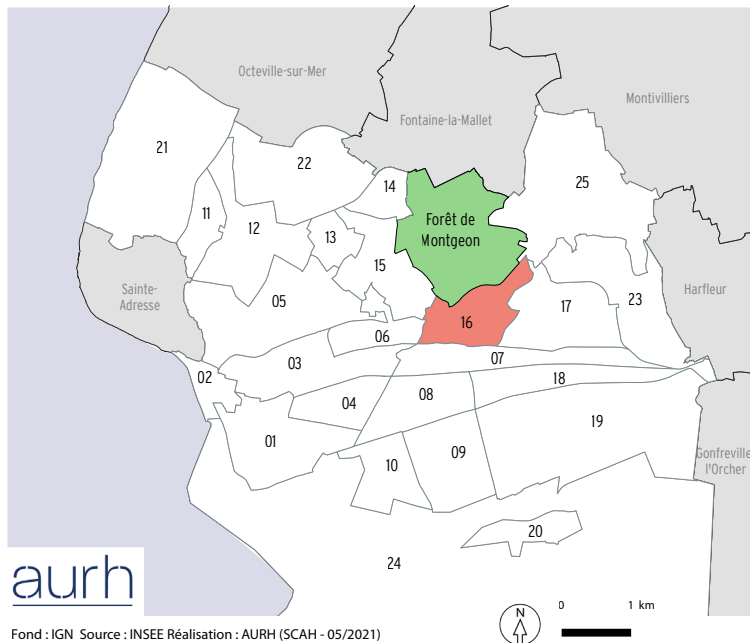 Octeville-sur-Mer
Montivilliers
Fontaine-la-Mallet
21
22
14
25
11
12
13
Forêt de
Montgeon
15
Sainte-
Adresse
05
16
17
23
Harfleur
06
02
03
07
18
04
08
19
01
10
09
Gonfreville
l'Orcher
20
24
aurh
N
0
1 km
Fond : IGN Source : INSEE Réalisation : AURH (SCAH - 05/2021)